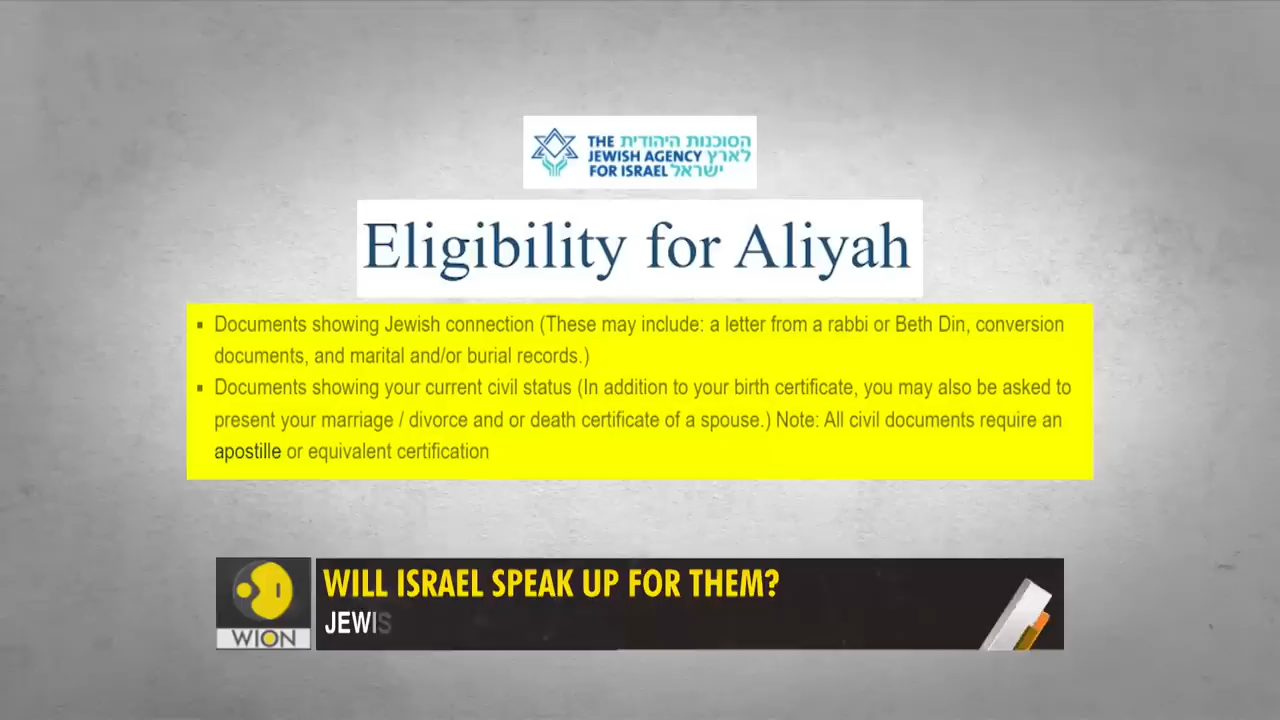 THE הסוכנות היהודית
JEWISH AGENCY לארץ
FOR ISRAEL ישראל
Eligibility for Aliyah
▪ Documents showing Jewish connection (These may include: a letter from a rabbi or Beth Din, conversion
documents, and marital and/or burial records.)
▪ Documents showing your current civil status (In addition to your birth certificate, you may also be asked to
present your marriage / divorce and or death certificate of a spouse.) Note: All civil documents require an
apostille or equivalent certification
WILL ISRAEL SPEAK UP FOR THEM?
JEWIS
WION